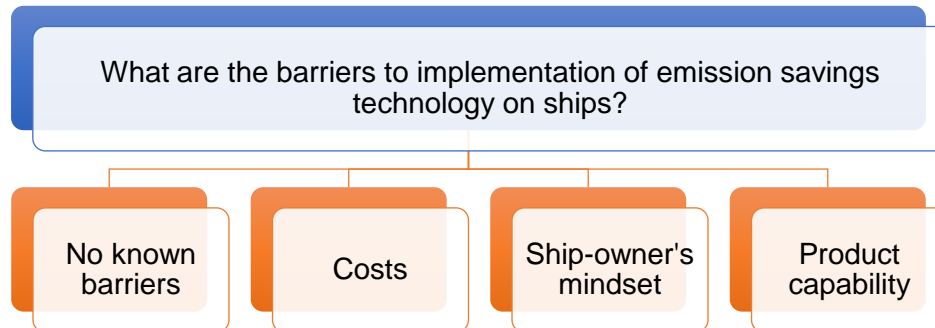 What are the barriers to implementation of emission savings
technology on ships?
No known
barriers
Costs
Ship-owner's
mindset
Product
capability